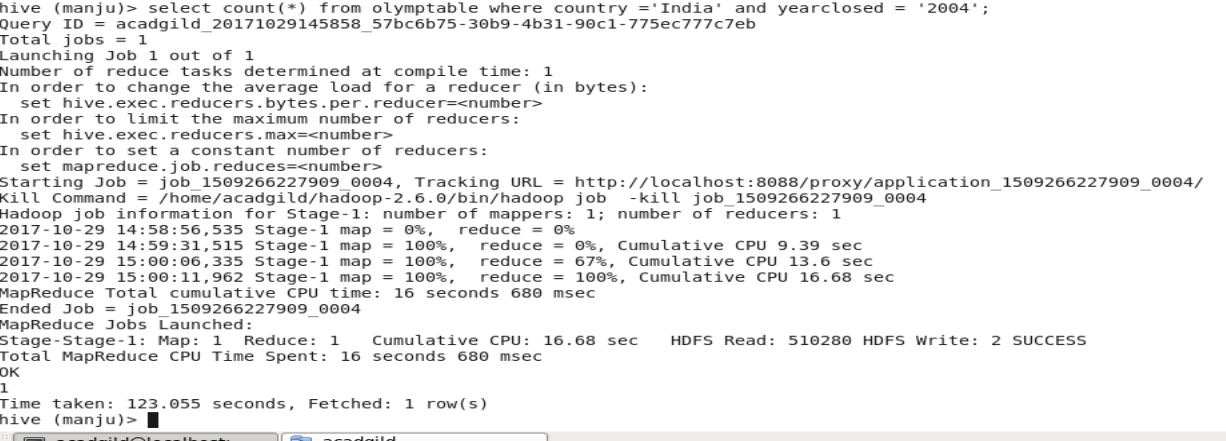 hive (manju)> select count(*) from olymptable where country ='India' and yearclosed = '2004';
Query ID = acadgild_20171029145858_57bc6b75-30b9-4b31-90c1-775ec777c7eb
Total jobs = 1
Launching Job 1 out of 1
Number of reduce tasks determined at compile time: 1
In order to change the average load for a reducer (in bytes):
  set hive.exec.reducers.bytes.per.reducer=<number>
In order to limit the maximum number of reducers:
  set hive.exec.reducers.max=<number>
In order to set a constant number of reducers:
  set mapreduce.job.reduces=<number>
Starting Job = job_1509266227909_0004, Tracking URL = http://localhost:8088/proxy/application_1509266227909_0004/
Kill Command = /home/acadgild/hadoop-2.6.0/bin/hadoop job  -kill job_1509266227909_0004
Hadoop job information for Stage-1: number of mappers: 1; number of reducers: 1
2017-10-29 14:58:56,535 Stage-1 map = 0%,  reduce = 0%
2017-10-29 14:59:31,515 Stage-1 map = 100%,  reduce = 0%, Cumulative CPU 9.39 sec
2017-10-29 15:00:06,335 Stage-1 map = 100%,  reduce = 67%, Cumulative CPU 13.6 sec
2017-10-29 15:00:11,962 Stage-1 map = 100%,  reduce = 100%, Cumulative CPU 16.68 sec
MapReduce Total cumulative CPU time: 16 seconds 680 msec
Ended Job = job_1509266227909_0004
MapReduce Jobs Launched:
Stage-Stage-1: Map: 1  Reduce: 1   Cumulative CPU: 16.68 sec   HDFS Read: 510280 HDFS Write: 2 SUCCESS
Total MapReduce CPU Time Spent: 16 seconds 680 msec
OK
1
Time taken: 123.055 seconds, Fetched: 1 row(s)
hive (manju)>
acadgild@localhost:
acadgild